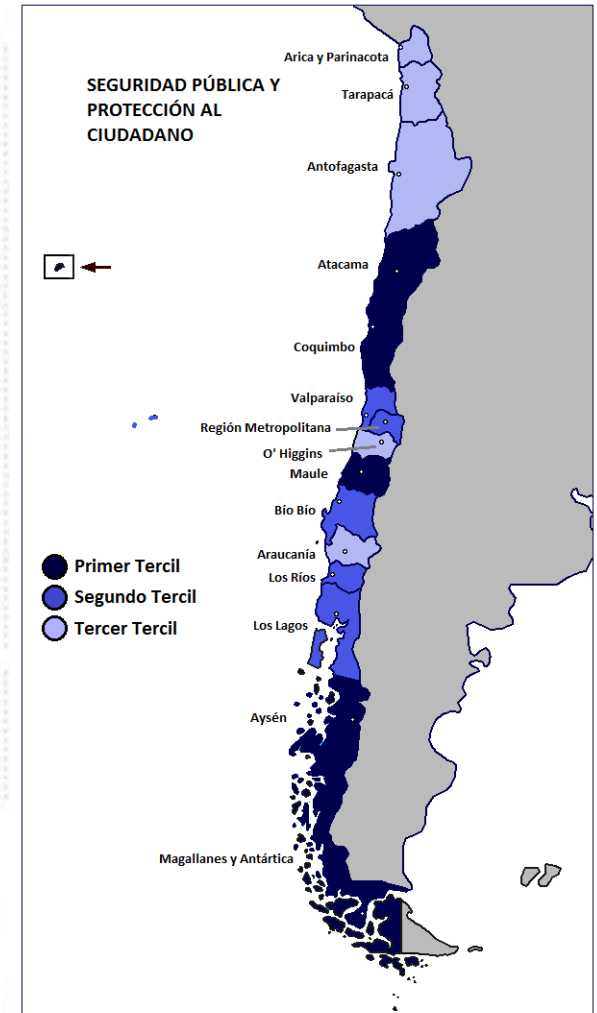 SEGURIDAD PÚBLICA Y
PROTECCIÓN AL
CIUDADANO
Arica y Parinacota
Tarapacá
Antofagasta
Atacama
Coquimbo
Valparaíso
Región Metropolitana
O' Higgins
Maule
Bío Bío
Araucanía
Los Ríos
Los Lagos
Aysén
Magallanes y Antártica
Primer Tercil
Segundo Tercil
Tercer Tercil